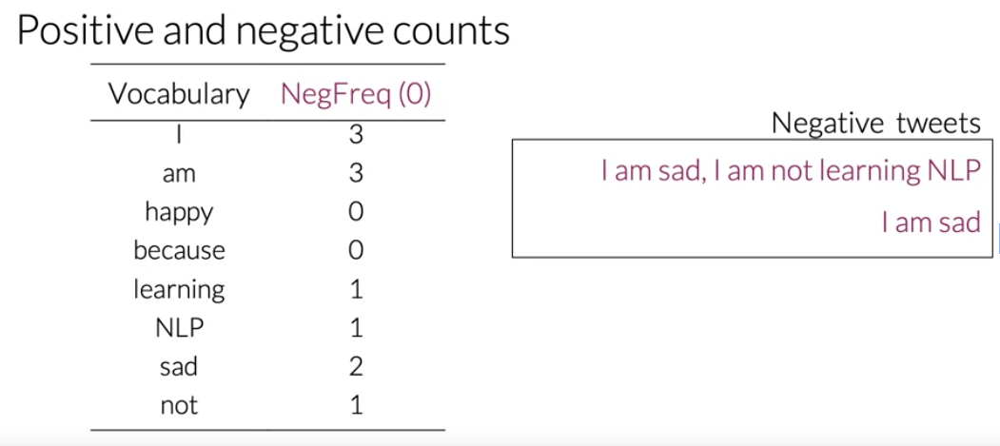 Positive and negative counts
Vocabulary NegFreq (0)
I 3
am 3
happy 0
because 0
learning 1
NLP 1
sad 2
not 1
Negative tweets
I am sad, I am not learning NLP
I am sad